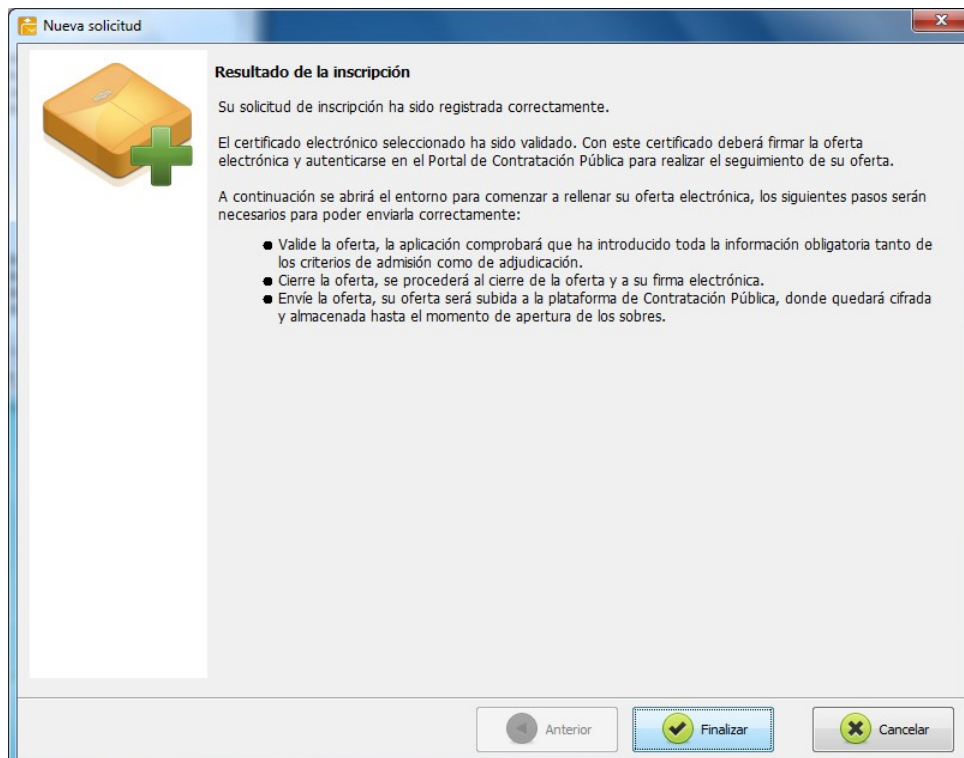 Nueva solicitud
Resultado de la inscripción
Su solicitud de inscripción ha sido registrada correctamente.
El certificado electrónico seleccionado ha sido validado. Con este certificado deberá firmar la oferta
electrónica y autenticarse en el Portal de Contratación Pública para realizar el seguimiento de su oferta.
A continuación se abrirá el entorno para comenzar a rellenar su oferta electrónica, los siguientes pasos serán
necesarios para poder enviarla correctamente:
● Valide la oferta, la aplicación comprobará que ha introducido toda la información obligatoria tanto de
los criterios de admisión como de adjudicación.
● Cierre la oferta, se procederá al cierre de la oferta y a su firma electrónica.
● Envíe la oferta, su oferta será subida a la plataforma de Contratación Pública, donde quedará cifrada
y almacenada hasta el momento de apertura de los sobres.
Anterior Finalizar Cancelar